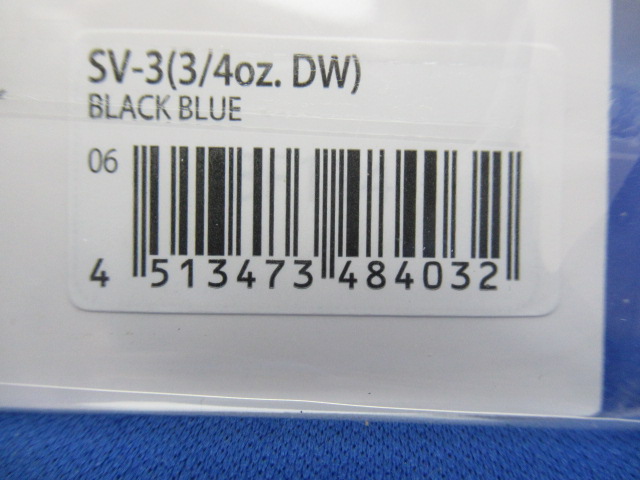 SV-3(3/4oz. DW)
BLACK BLUE
06
4 513473 484032